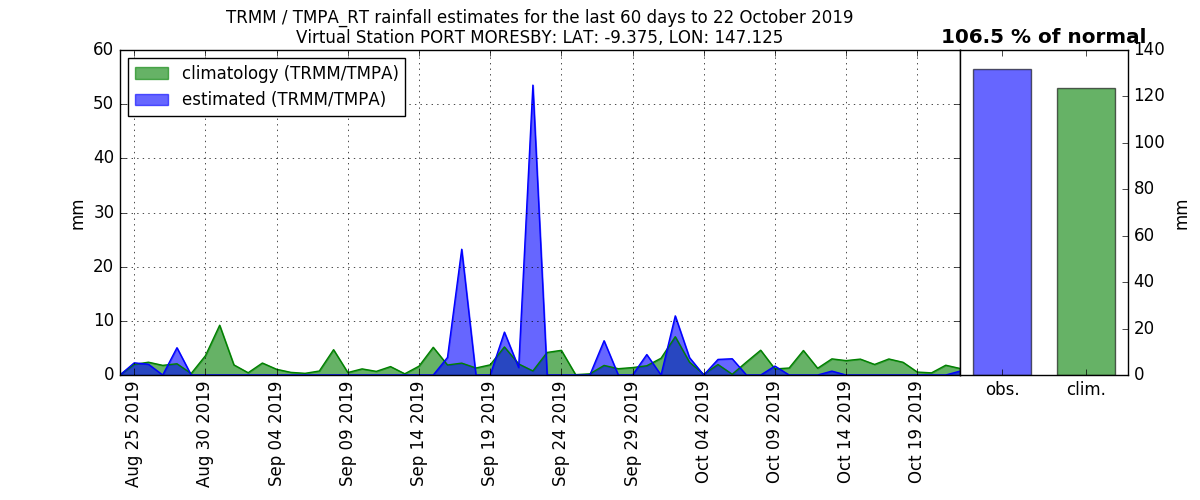 TRMM / TMPA_RT rainfall estimates for the last 60 days to 22 October 2019
Virtual Station PORT MORESBY: LAT: -9.375, LON: 147.125
106.5 % of normal
climatology (TRMM/TMPA)
estimated (TRMM/TMPA)
mm
60
50
40
30
20
10
0
Aug 25 2019
Aug 30 2019
Sep 04 2019
Sep 09 2019
Sep 14 2019
Sep 19 2019
Sep 24 2019
Sep 29 2019
Oct 04 2019
Oct 09 2019
Oct 14 2019
Oct 19 2019
obs.
clim.
140
120
100
80
60
40
20
0
mm